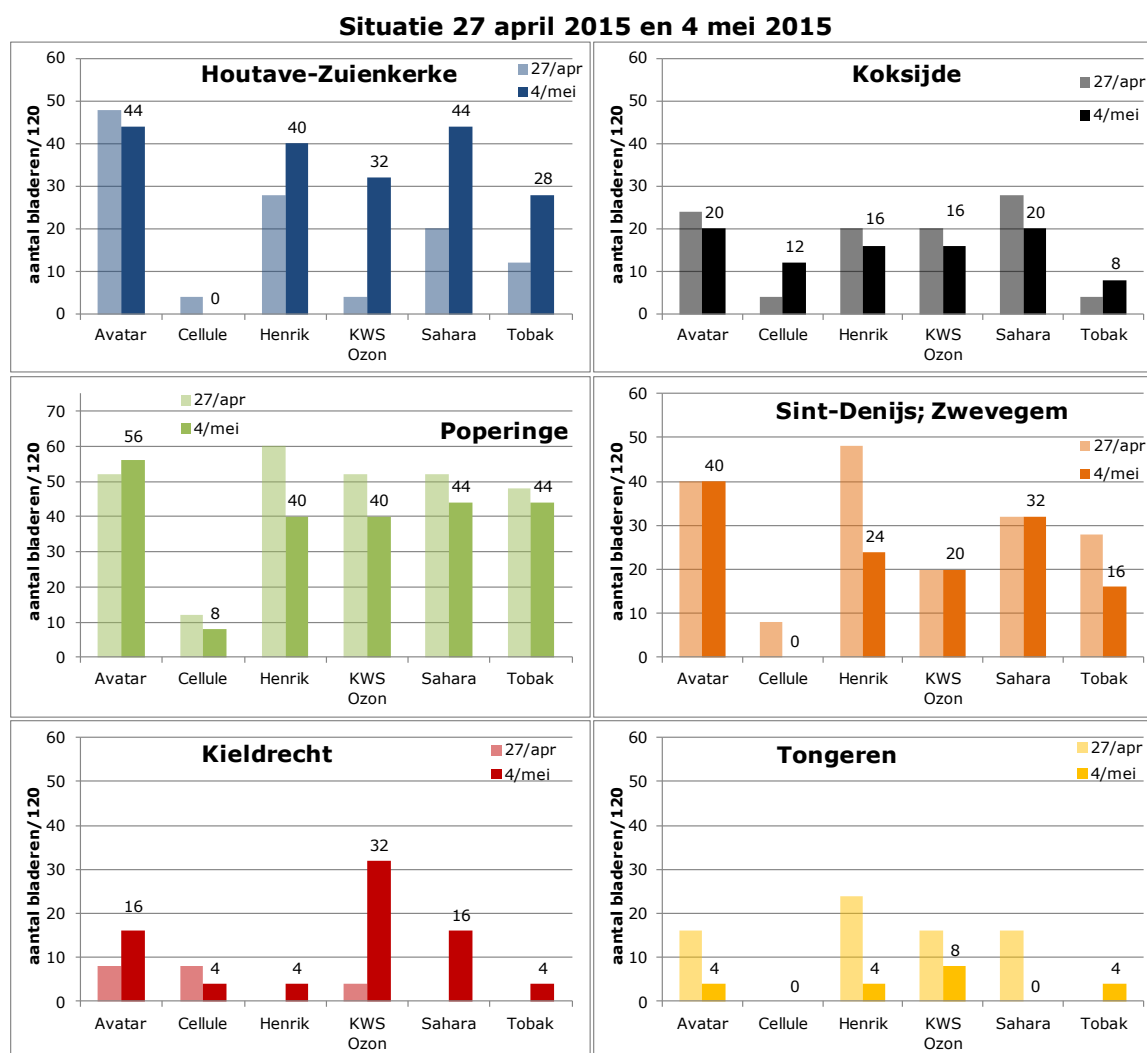 Situatie 27 april 2015 en 4 mei 2015
Houtave-Zuienkerke
27/apr
4/mei
aantal bladeren/120
60
50
40
30
20
10
0
44
0
40
32
44
28
Avatar Cellule Henrik KWS Ozon Sahara Tobak
Koksijde
27/apr
4/mei
aantal bladeren/120
60
50
40
30
20
10
0
20
12
16
16
20
8
Avatar Cellule Henrik KWS Ozon Sahara Tobak
Poperinge
27/apr
4/mei
aantal bladeren/120
70
60
50
40
30
20
10
0
56
8
40
40
44
44
Avatar Cellule Henrik KWS Ozon Sahara Tobak
Sint-Denijs; Zwevegem
27/apr
4/mei
aantal bladeren/120
60
50
40
30
20
10
0
40
0
24
20
32
16
Avatar Cellule Henrik KWS Ozon Sahara Tobak
Kieldrecht
27/apr
4/mei
aantal bladeren/120
60
50
40
30
20
10
0
16
4
4
32
16
4
Avatar Cellule Henrik KWS Ozon Sahara Tobak
Tongeren
27/apr
4/mei
aantal bladeren/120
60
50
40
30
20
10
0
4
0
4
8
0
4
Avatar Cellule Henrik KWS Ozon Sahara Tobak